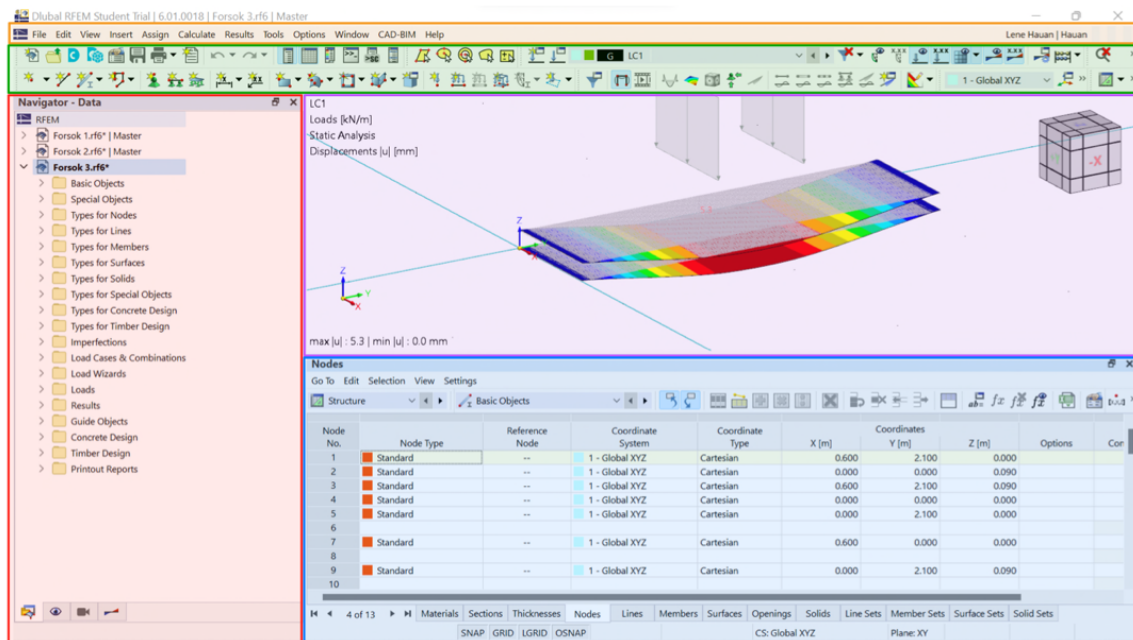 Dlubal RFEM Student Trial | 6.01.0018 | Forsok 3.rf6* | Master
File Edit View Insert Assign Calculate Results Tools Options Window CAD-BIM Help
Lene Hauan | Hauan
G LC1
1 - Global XYZ
Navigator - Data
RFEM
Forsok 1.rf6* | Master
Forsok 2.rf6* | Master
Forsok 3.rf6*
Basic Objects
Special Objects
Types for Nodes
Types for Lines
Types for Members
Types for Surfaces
Types for Solids
Types for Special Objects
Types for Concrete Design
Types for Timber Design
Imperfections
Load Cases & Combinations
Load Wizards
Loads
Results
Guide Objects
Concrete Design
Timber Design
Printout Reports
LC1
Loads [kN/m]
Static Analysis
Displacements |u| [mm]
Z
X
Z
Y
X
-X
max |u| : 5.3 | min |u| : 0.0 mm
Nodes
Go To Edit Selection View Settings
Structure Basic Objects
Node Reference Coordinate Coordinate Coordinates
No. Node Type Node System Type X [m] Y [m] Z [m] Options Con
1 Standard -- 1 - Global XYZ Cartesian 0.600 2.100 0.000
2 Standard -- 1 - Global XYZ Cartesian 0.000 0.000 0.090
3 Standard -- 1 - Global XYZ Cartesian 0.600 2.100 0.090
4 Standard -- 1 - Global XYZ Cartesian 0.000 0.000 0.000
5 Standard -- 1 - Global XYZ Cartesian 0.000 2.100 0.000
6
7 Standard -- 1 - Global XYZ Cartesian 0.600 0.000 0.000
8
9 Standard -- 1 - Global XYZ Cartesian 0.000 2.100 0.090
10
4 of 13 Materials Sections Thicknesses Nodes Lines Members Surfaces Openings Solids Line Sets Member Sets Surface Sets Solid Sets
SNAP GRID LGRID OSNAP CS: Global XYZ Plane: XY